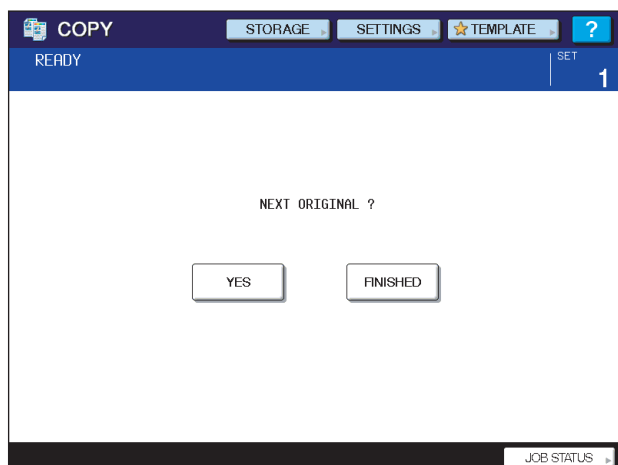 COPY STORAGE SETTINGS TEMPLATE ?
READY SET
1
NEXT ORIGINAL ?
YES FINISHED
JOB STATUS